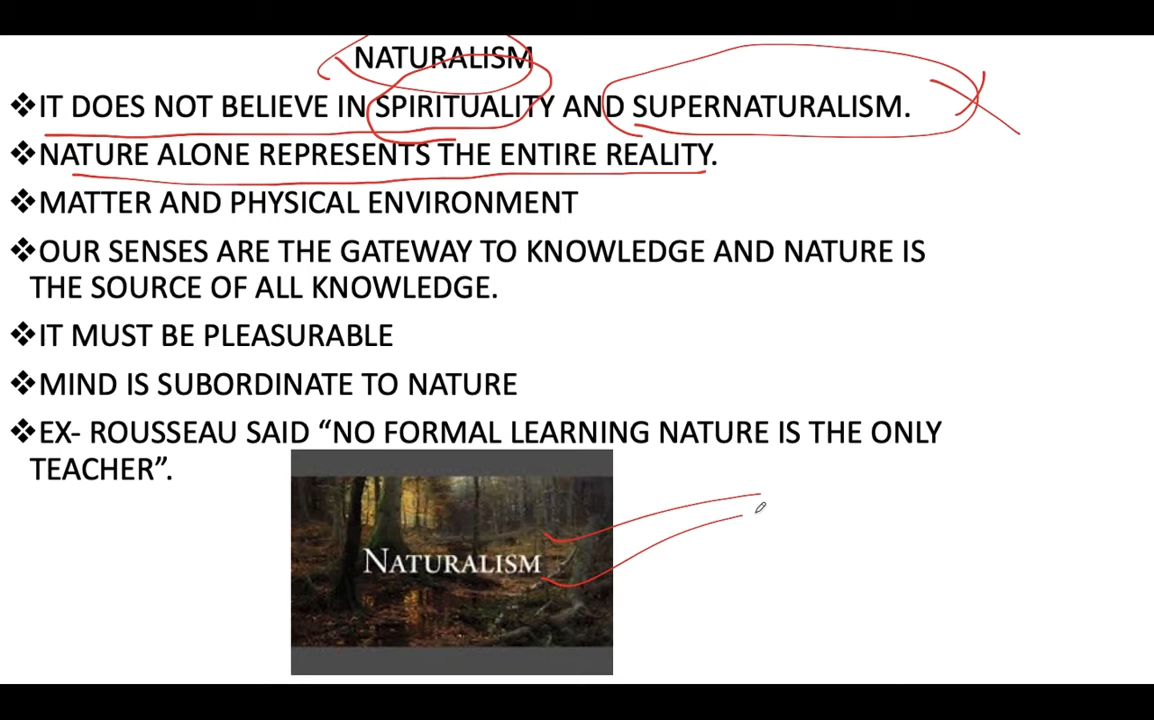 NATURALISM
❖IT DOES NOT BELIEVE IN SPIRITUALITY AND SUPERNATURALISM.
❖NATURE ALONE REPRESENTS THE ENTIRE REALITY.
❖MATTER AND PHYSICAL ENVIRONMENT
❖OUR SENSES ARE THE GATEWAY TO KNOWLEDGE AND NATURE IS
THE SOURCE OF ALL KNOWLEDGE.
❖IT MUST BE PLEASURABLE
❖MIND IS SUBORDINATE TO NATURE
❖EX- ROUSSEAU SAID “NO FORMAL LEARNING NATURE IS THE ONLY
TEACHER”.
NATURALISM